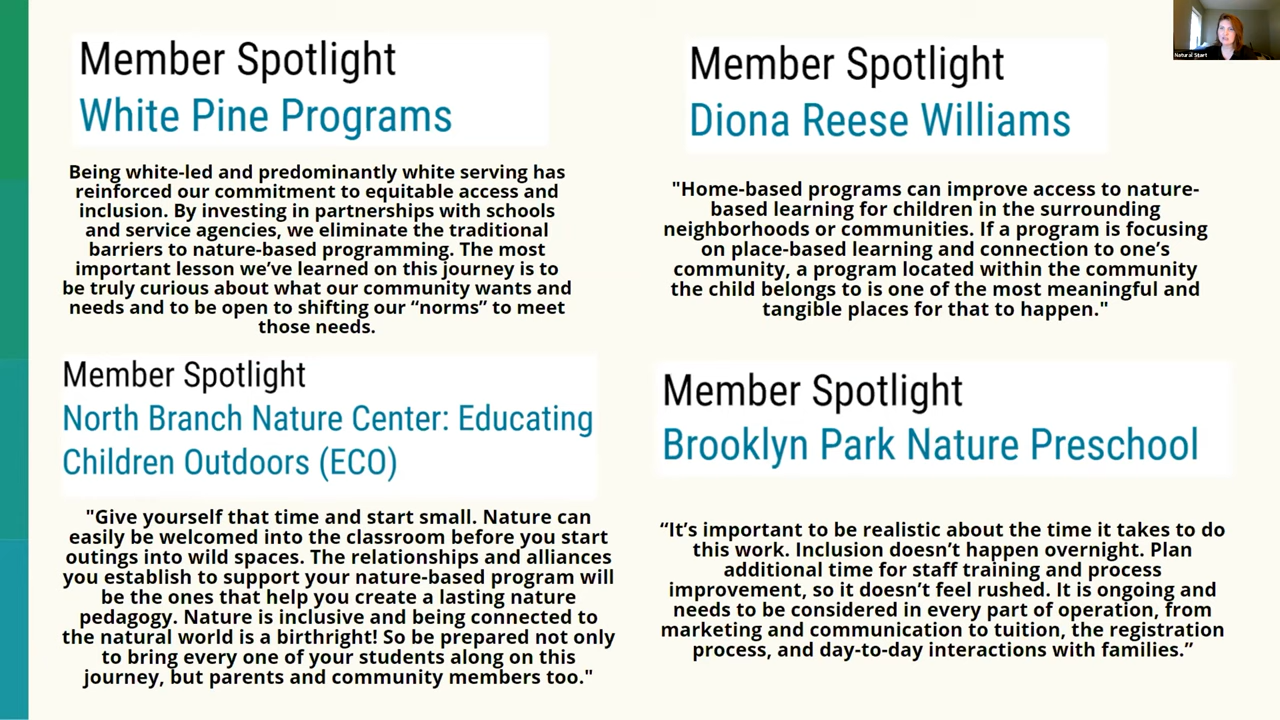 Member Spotlight
White Pine Programs
Being white-led and predominantly white serving has
reinforced our commitment to equitable access and
inclusion. By investing in partnerships with schools
and service agencies, we eliminate the traditional
barriers to nature-based programming. The most
important lesson we’ve learned on this journey is to
be truly curious about what our community wants and
needs and to be open to shifting our “norms” to meet
those needs.
Member Spotlight
Diona Reese Williams
"Home-based programs can improve access to nature-
based learning for children in the surrounding
neighborhoods or communities. If a program is focusing
on place-based learning and connection to one’s
community, a program located within the community
the child belongs to is one of the most meaningful and
tangible places for that to happen."
Member Spotlight
North Branch Nature Center: Educating
Children Outdoors (ECO)
"Give yourself that time and start small. Nature can
easily be welcomed into the classroom before you start
outings into wild spaces. The relationships and alliances
you establish to support your nature-based program will
be the ones that help you create a lasting nature
pedagogy. Nature is inclusive and being connected to
the natural world is a birthright! So be prepared not only
to bring every one of your students along on this
journey, but parents and community members too."
Member Spotlight
Brooklyn Park Nature Preschool
“It’s important to be realistic about the time it takes to do
this work. Inclusion doesn’t happen overnight. Plan
additional time for staff training and process
improvement, so it doesn’t feel rushed. It is ongoing and
needs to be considered in every part of operation, from
marketing and communication to tuition, the registration
process, and day-to-day interactions with families.”
Natural Start